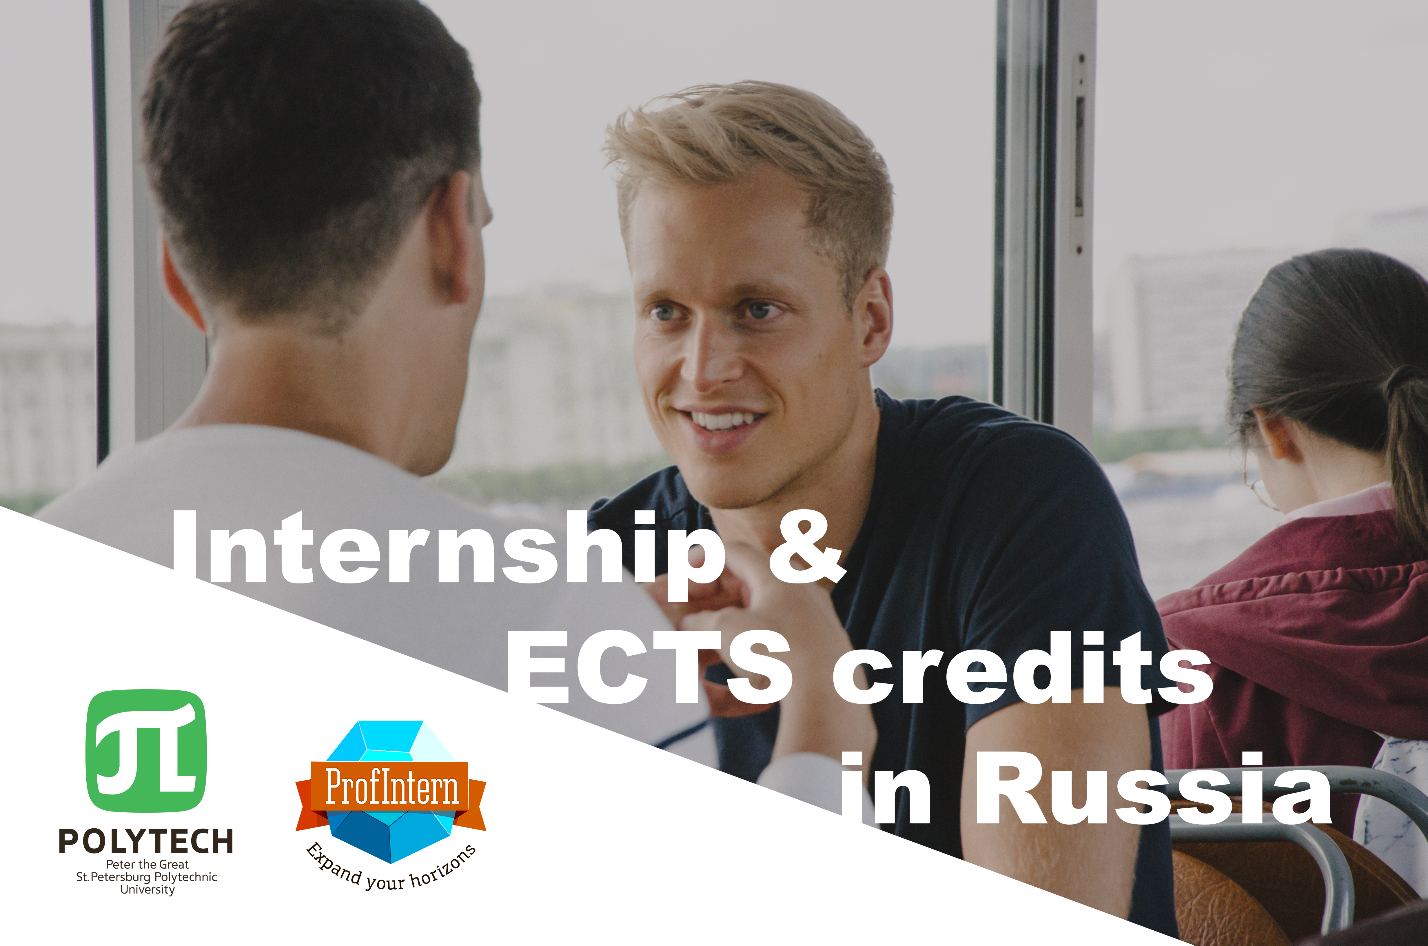 Internship &
ECTS credits
in Russia
POLYTECH
Peter the Great
St.Petersburg Polytechnic
University
ProfIntern
Expand your horizons